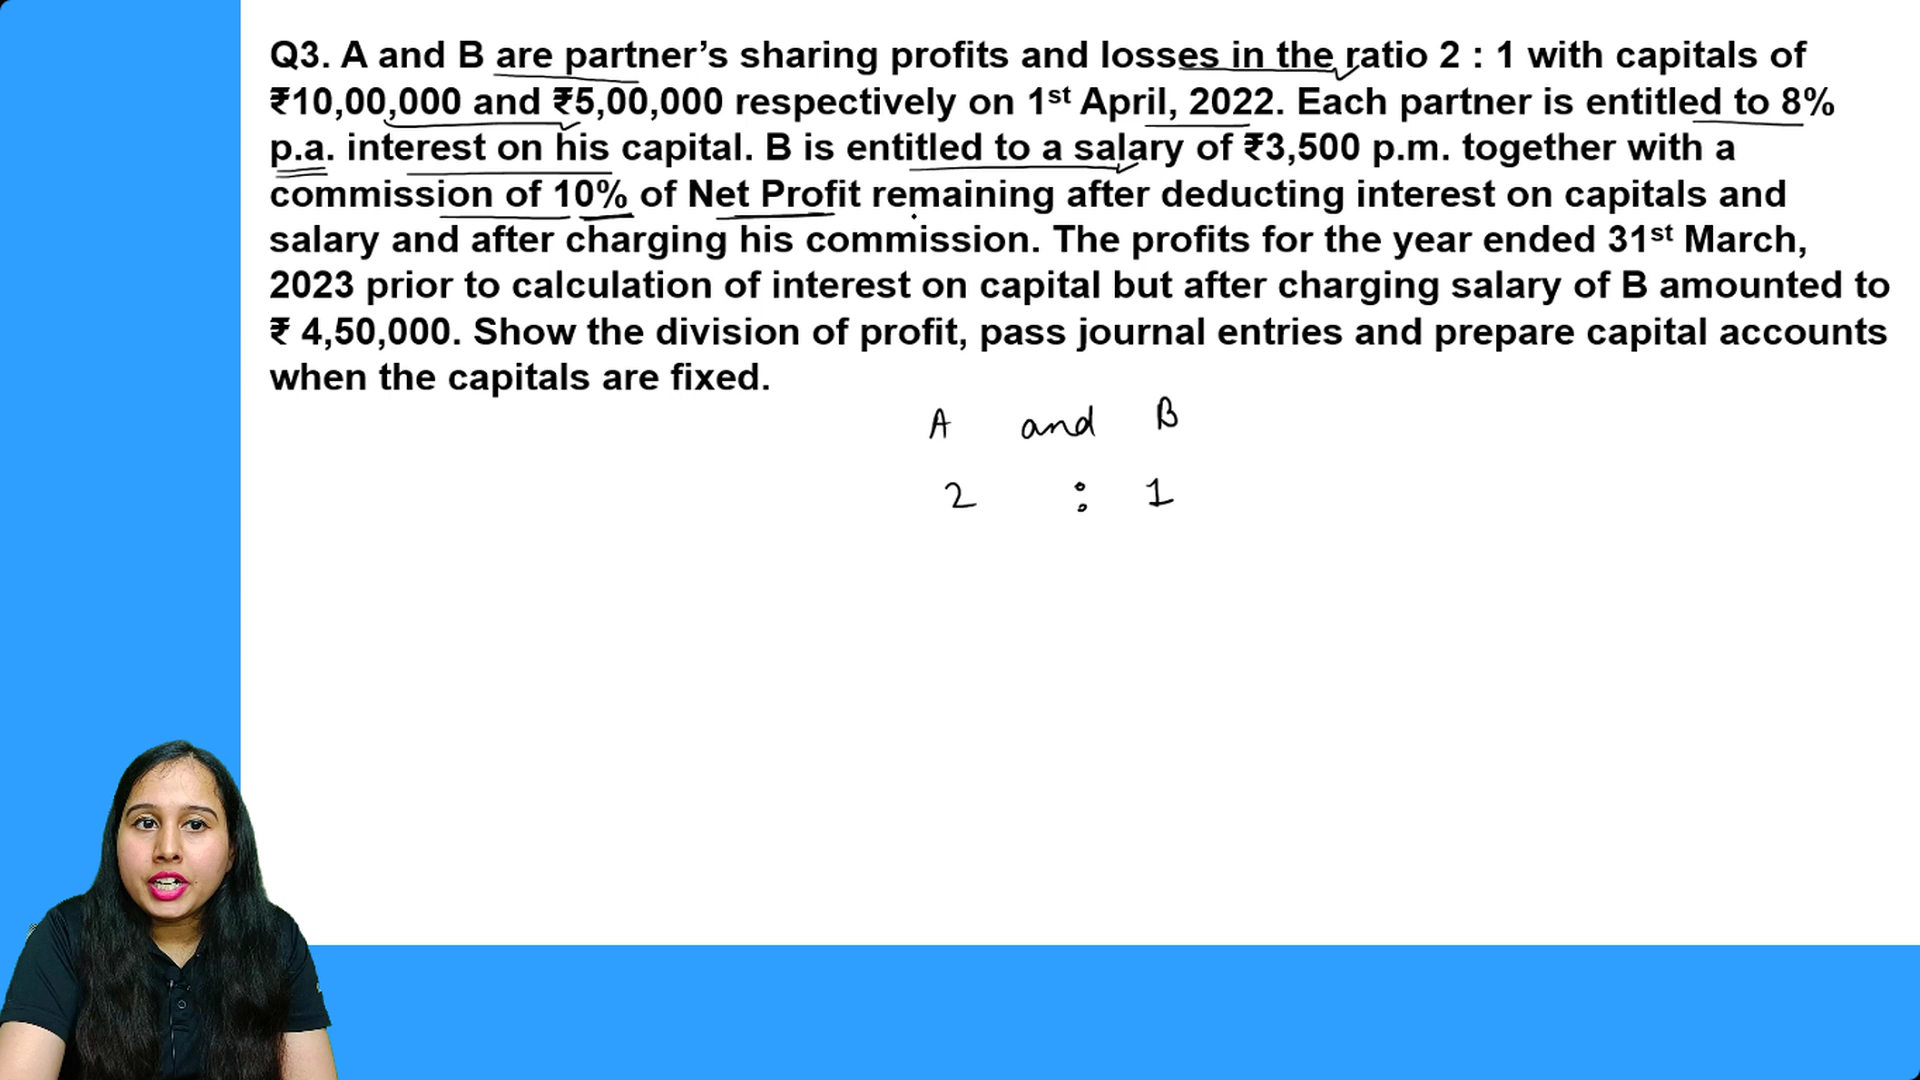 Q3. A and B are partner’s sharing profits and losses in the ratio 2 : 1 with capitals of
₹10,00,000 and ₹5,00,000 respectively on 1st April, 2022. Each partner is entitled to 8%
p.a. interest on his capital. B is entitled to a salary of ₹3,500 p.m. together with a
commission of 10% of Net Profit remaining after deducting interest on capitals and
salary and after charging his commission. The profits for the year ended 31st March,
2023 prior to calculation of interest on capital but after charging salary of B amounted to
₹ 4,50,000. Show the division of profit, pass journal entries and prepare capital accounts
when the capitals are fixed.
A and B
2 : 1